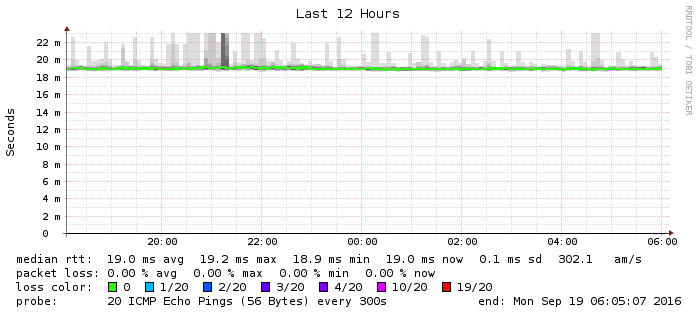 Last 12 Hours
RRDTOOL / TOBI OETIKER
Seconds
22 m
20 m
18 m
16 m
14 m
12 m
10 m
8 m
6 m
4 m
2 m
0
20:00 22:00 00:00 02:00 04:00 06:00
median rtt: 19.0 ms avg 19.2 ms max 18.9 ms min 19.0 ms now 0.1 ms sd 302.1 am/s
packet loss: 0.00 % avg 0.00 % max 0.00 % min 0.00 % now
loss color: 0 1/20 2/20 3/20 4/20 10/20 19/20
probe: 20 ICMP Echo Pings (56 Bytes) every 300s end: Mon Sep 19 06:05:07 2016